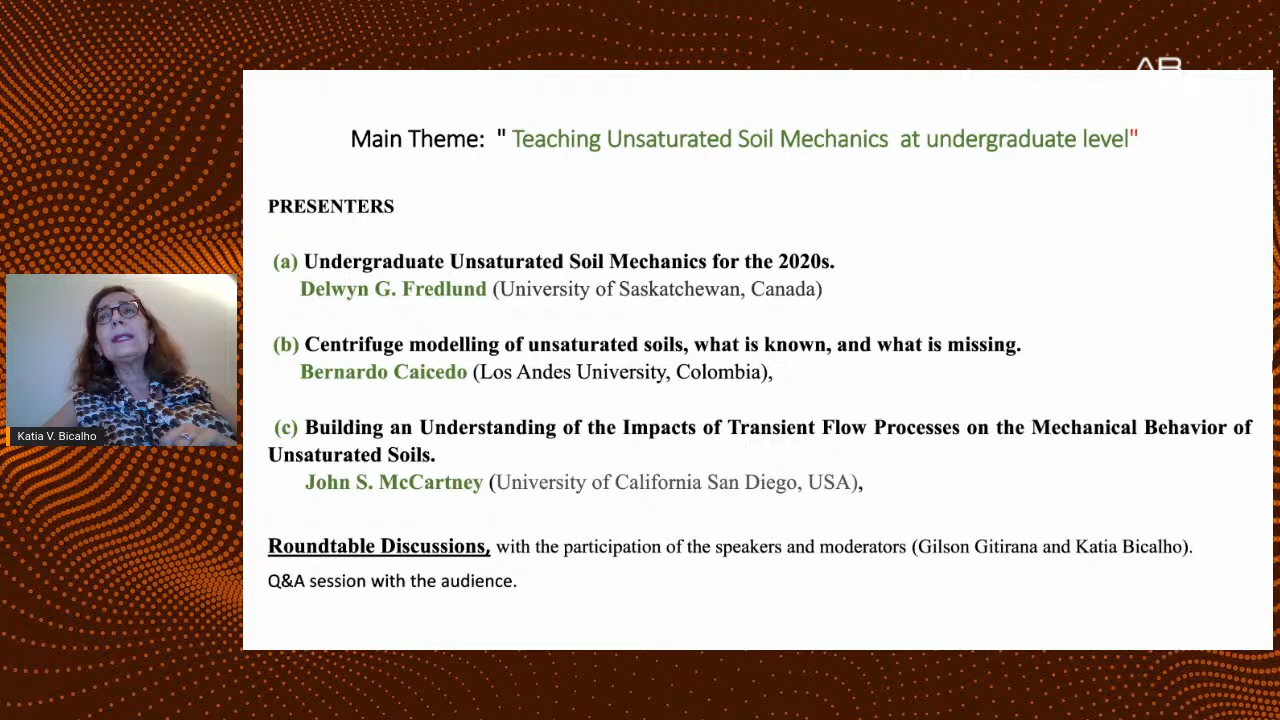 Main Theme: " Teaching Unsaturated Soil Mechanics at undergraduate level"
PRESENTERS
(a) Undergraduate Unsaturated Soil Mechanics for the 2020s.
Delwyn G. Fredlund (University of Saskatchewan, Canada)
(b) Centrifuge modelling of unsaturated soils, what is known, and what is missing.
Bernardo Caicedo (Los Andes University, Colombia),
(c) Building an Understanding of the Impacts of Transient Flow Processes on the Mechanical Behavior of
Unsaturated Soils.
John S. McCartney (University of California San Diego, USA),
Roundtable Discussions, with the participation of the speakers and moderators (Gilson Gitirana and Katia Bicalho).
Q&A session with the audience.
Katia V. Bicalho